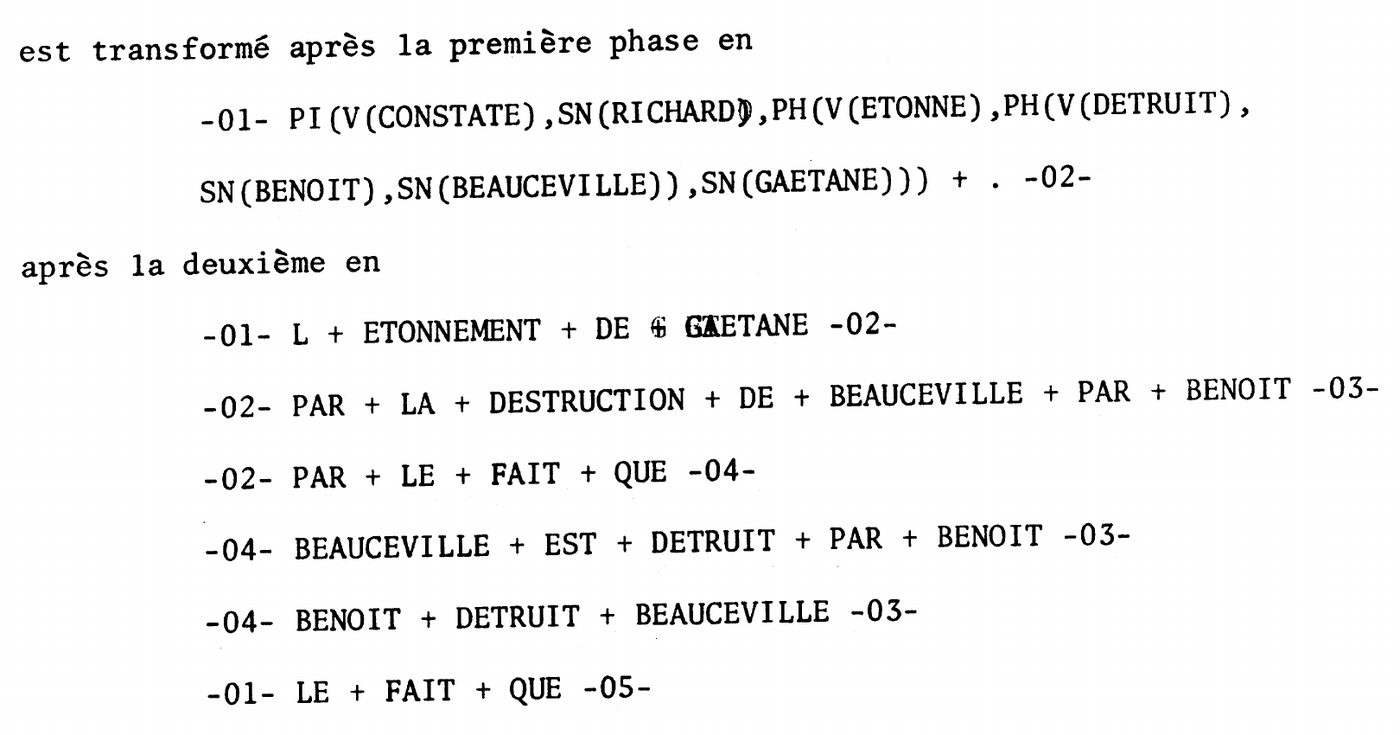 est transformé après la première phase en
-01- PI(V(CONSTATE),SN(RICHARD),PH(V(ETONNE),PH(V(DETRUIT),
SN(BENOIT),SN(BEAUCEVILLE)),SN(GAETANE))) + . -02-
après la deuxième en
-01- L + ETONNEMENT + DE + GAETANE -02-
-02- PAR + LA + DESTRUCTION + DE + BEAUCEVILLE + PAR + BENOIT -03-
-02- PAR + LE + FAIT + QUE -04-
-04- BEAUCEVILLE + EST + DETRUIT + PAR + BENOIT -03-
-04- BENOIT + DETRUIT + BEAUCEVILLE -03-
-01- LE + FAIT + QUE -05-